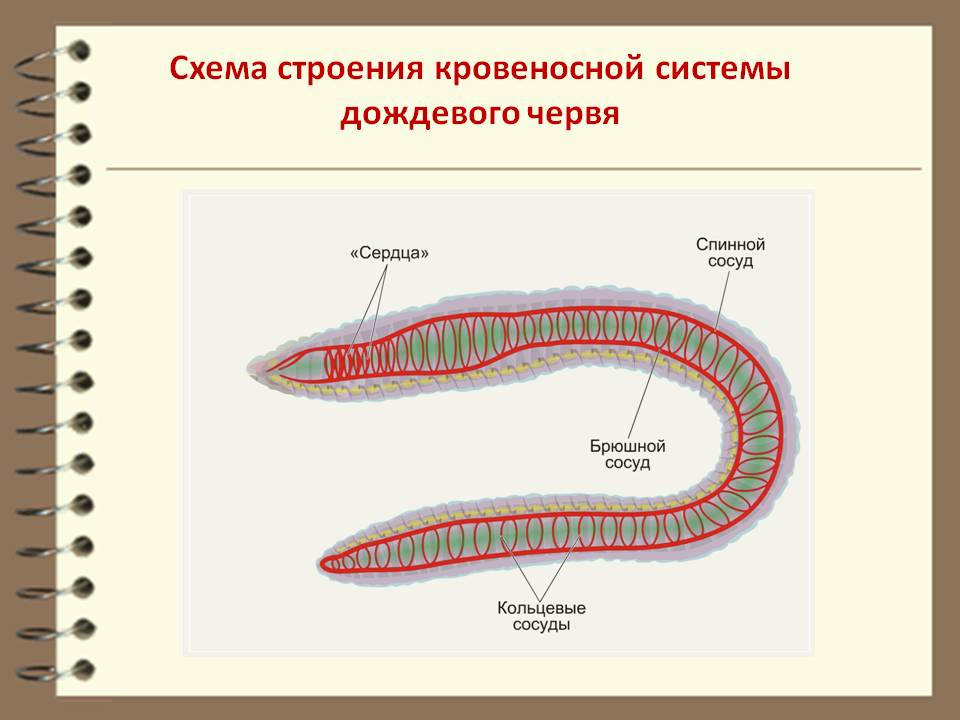 Схема строения кровеносной системы
дождевого червя
«Сердца»
Спинной
сосуд
Брюшной
сосуд
Кольцевые
сосуды